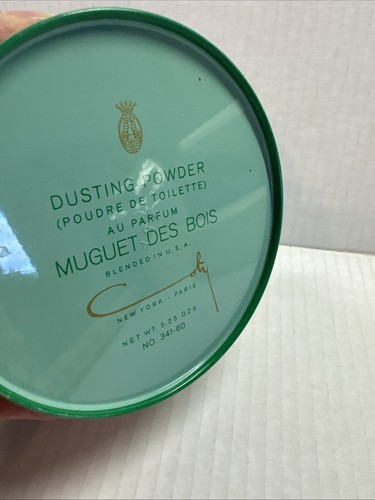 DUSTING POWDER
(POUDRE DE TOILETTE)
AU PARFUM
MUGUET DES BOIS
BLENDED IN U.S.A.
Coty
NEW YORK · PARIS
NET WT. 5.25 OZS.
NO. 341-60